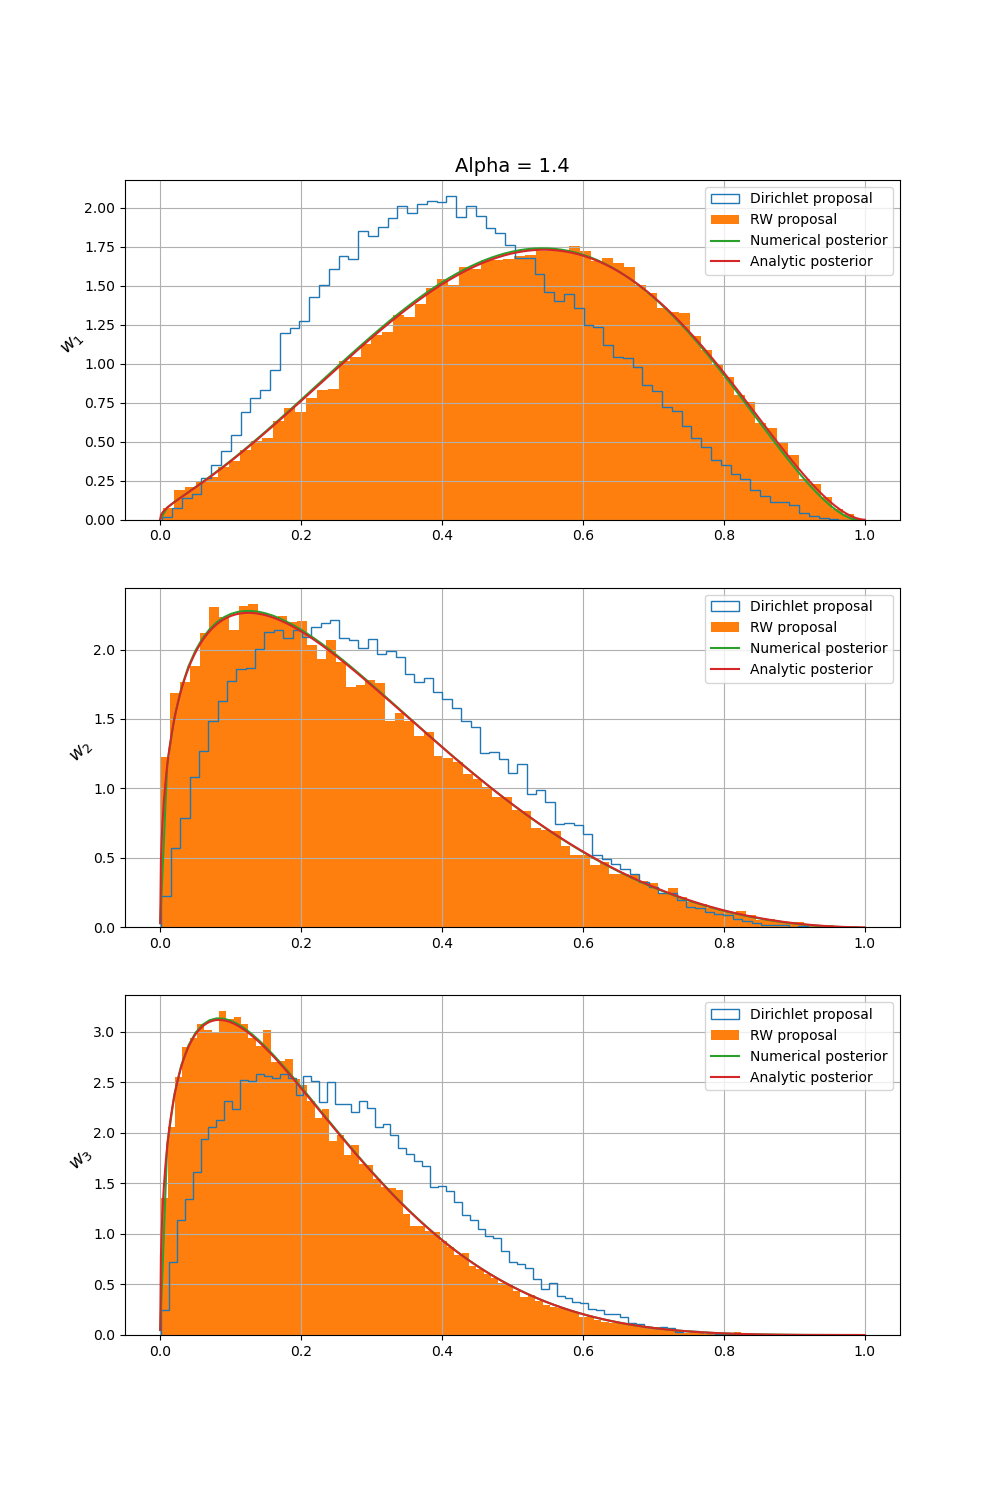 Alpha = 1.4
Dirichlet proposal
RW proposal
Numerical posterior
Analytic posterior
2.00
1.75
1.50
1.25
1.00
0.75
0.50
0.25
0.00
w₁
0.0 0.2 0.4 0.6 0.8 1.0
Dirichlet proposal
RW proposal
Numerical posterior
Analytic posterior
2.0
1.5
1.0
0.5
0.0
w₂
0.0 0.2 0.4 0.6 0.8 1.0
Dirichlet proposal
RW proposal
Numerical posterior
Analytic posterior
3.0
2.5
2.0
1.5
1.0
0.5
0.0
w₃
0.0 0.2 0.4 0.6 0.8 1.0